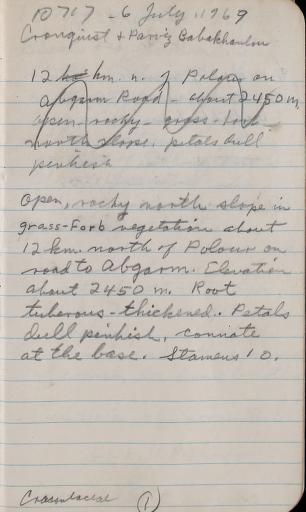 10717 - 6 July 1969
Cronquist & Parviz Babakhanlou
12 km. n. of Polour on
Abgarm Road - about 2450 m,
open - rocky - grass-forb
north slope, petals dull
pinkish
Open, rocky north slope in
grass-forb vegetation about
12 km. north of Polour on
road to Abgarm. Elevation
about 2450 m. Root
tuberous-thickened. Petals
dull pinkish, connate
at the base. Stamens 10.
Crassulaceae 1